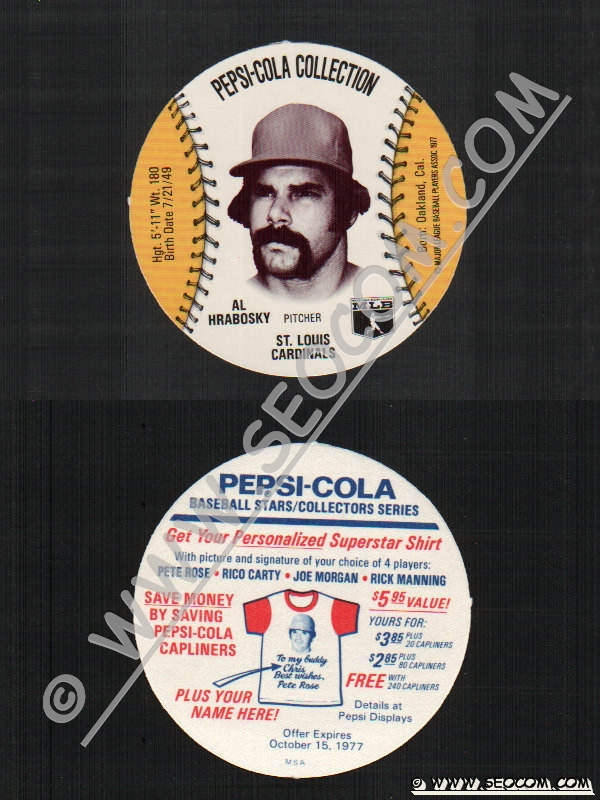 PEPSI-COLA COLLECTION
Hgt. 5'-11" Wt. 180
Birth Date 7/21/49
Born: Oakland, Cal.
© MAJOR LEAGUE BASEBALL PLAYERS ASSOC. 1977
AL
HRABOSKY PITCHER
MLB
ST. LOUIS
CARDINALS
PEPSI-COLA
BASEBALL STARS/COLLECTORS SERIES
Get Your Personalized Superstar Shirt
With picture and signature of your choice of 4 players:
PETE ROSE • RICO CARTY • JOE MORGAN • RICK MANNING
SAVE MONEY
BY SAVING
PEPSI-COLA
CAPLINERS
$5.95 VALUE!
YOURS FOR:
$3.85 PLUS
20 CAPLINERS
$2.85 PLUS
80 CAPLINERS
FREE WITH
240 CAPLINERS
To my buddy
Chris,
Best wishes,
Pete Rose
PLUS YOUR
NAME HERE!
Details at
Pepsi Displays
Offer Expires
October 15, 1977
MSA
© WWW.SEOCOM.COM
© WWW.SEOCOM.COM